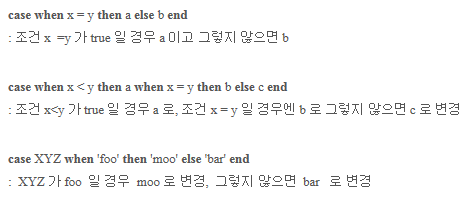 case when x = y then a else b end
: 조건 x =y 가 true 일 경우 a 이고 그렇지 않으면 b
case when x < y then a when x = y then b else c end
: 조건 x<y 가 true 일 경우 a 로, 조건 x = y 일 경우엔 b 로 그렇지 않으면 c 로 변경
case XYZ when 'foo' then 'moo' else 'bar' end
: XYZ 가 foo 일 경우 moo 로 변경, 그렇지 않으면 bar 로 변경